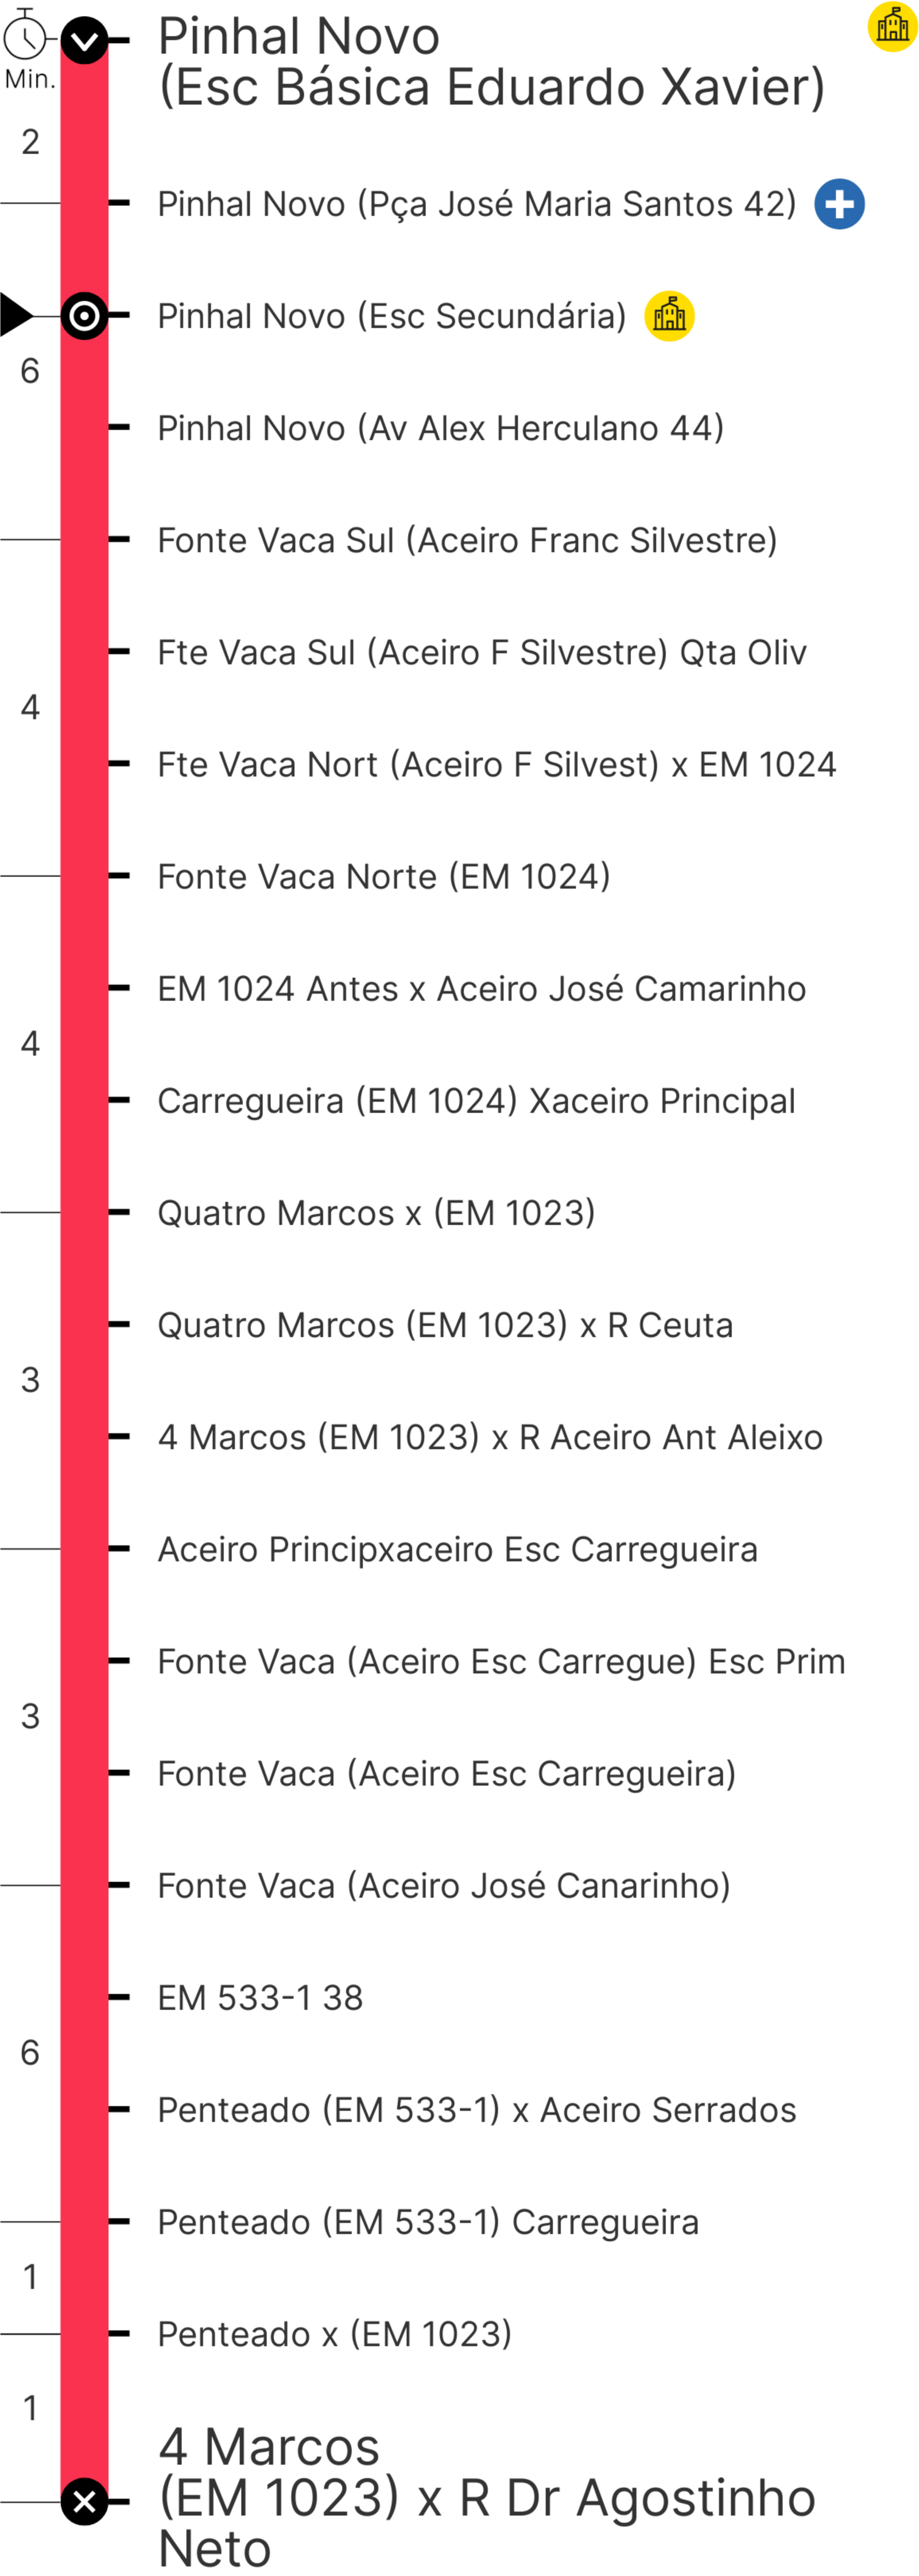 Pinhal Novo
(Esc Básica Eduardo Xavier)
Min.
2
Pinhal Novo (Pça José Maria Santos 42)
Pinhal Novo (Esc Secundária)
6
Pinhal Novo (Av Alex Herculano 44)
Fonte Vaca Sul (Aceiro Franc Silvestre)
Fte Vaca Sul (Aceiro F Silvestre) Qta Oliv
4
Fte Vaca Nort (Aceiro F Silvest) x EM 1024
Fonte Vaca Norte (EM 1024)
EM 1024 Antes x Aceiro José Camarinho
4
Carregueira (EM 1024) Xaceiro Principal
Quatro Marcos x (EM 1023)
Quatro Marcos (EM 1023) x R Ceuta
3
4 Marcos (EM 1023) x R Aceiro Ant Aleixo
Aceiro Principxaceiro Esc Carregueira
Fonte Vaca (Aceiro Esc Carregue) Esc Prim
3
Fonte Vaca (Aceiro Esc Carregueira)
Fonte Vaca (Aceiro José Canarinho)
EM 533-1 38
6
Penteado (EM 533-1) x Aceiro Serrados
Penteado (EM 533-1) Carregueira
1
Penteado x (EM 1023)
1
4 Marcos
(EM 1023) x R Dr Agostinho
Neto